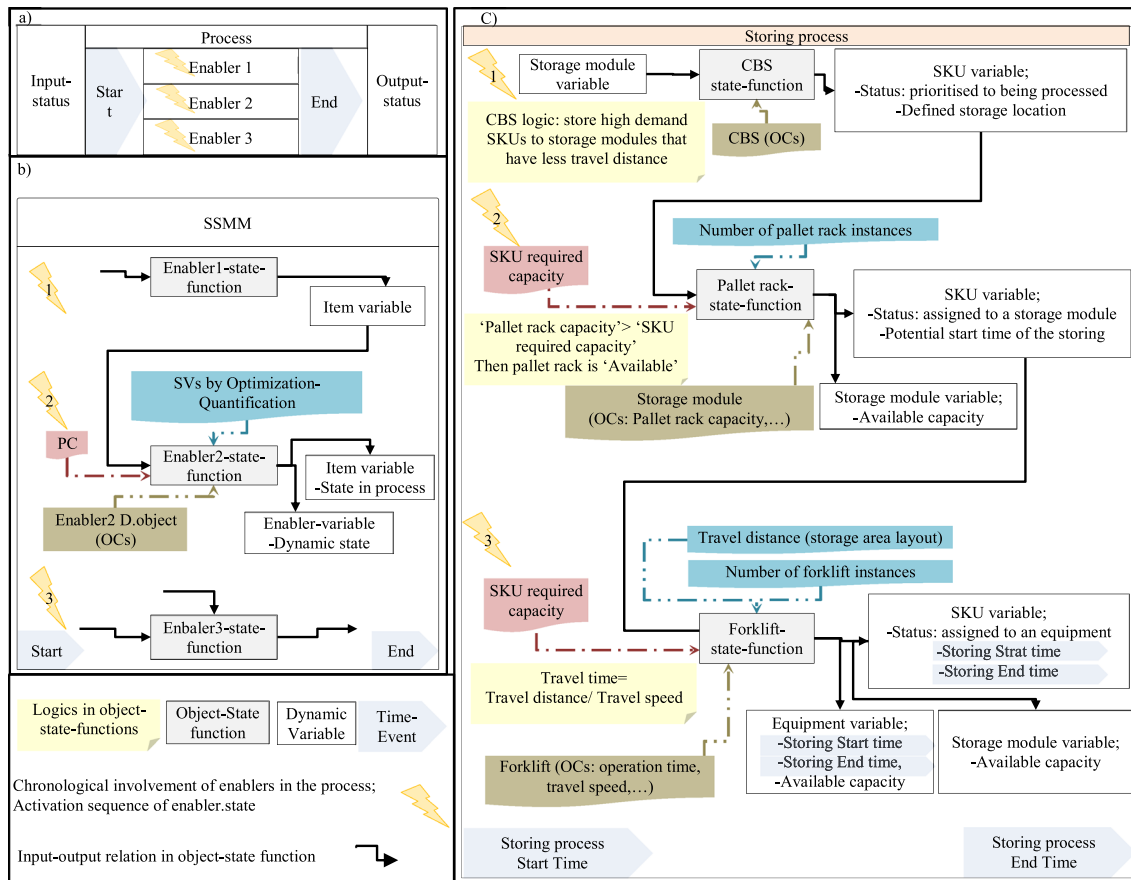 a)
Process
Input-
status
Star
t
Enabler 1
Enabler 2
Enabler 3
End
Output-
status
b)
SSMM
1
Enabler1-state-
function
Item variable
SVs by Optimization-
Quantification
2
PC
Enabler2-state-
function
Item variable
-State in process
Enabler2 D.object
(OCs)
Enabler-variable
-Dynamic state
3
Enbaler3-state-
function
Start
End
Logics in object-
state-functions
Object-State
function
Dynamic
Variable
Time-
Event
Chronological involvement of enablers in the process;
Activation sequence of enabler.state
Input-output relation in object-state function
C)
Storing process
1
Storage module
variable
CBS
state-function
SKU variable;
-Status: prioritised to being processed
-Defined storage location
CBS logic: store high demand
SKUs to storage modules that
have less travel distance
CBS (OCs)
2
Number of pallet rack instances
SKU required
capacity
Pallet rack-
state-function
SKU variable;
-Status: assigned to a storage module
-Potential start time of the storing
‘Pallet rack capacity’> ‘SKU
required capacity’
Then pallet rack is ‘Available’
Storage module
(OCs: Pallet rack capacity,…)
Storage module variable;
-Available capacity
3
Travel distance (storage area layout)
Number of forklift instances
SKU required
capacity
Forklift-
state-function
SKU variable;
-Status: assigned to an equipment
-Storing Strat time
-Storing End time
Travel time=
Travel distance/ Travel speed
Equipment variable;
-Storing Start time
-Storing End time,
-Available capacity
Storage module variable;
-Available capacity
Forklift (OCs: operation time,
travel speed,…)
Storing process
Start Time
Storing process
End Time